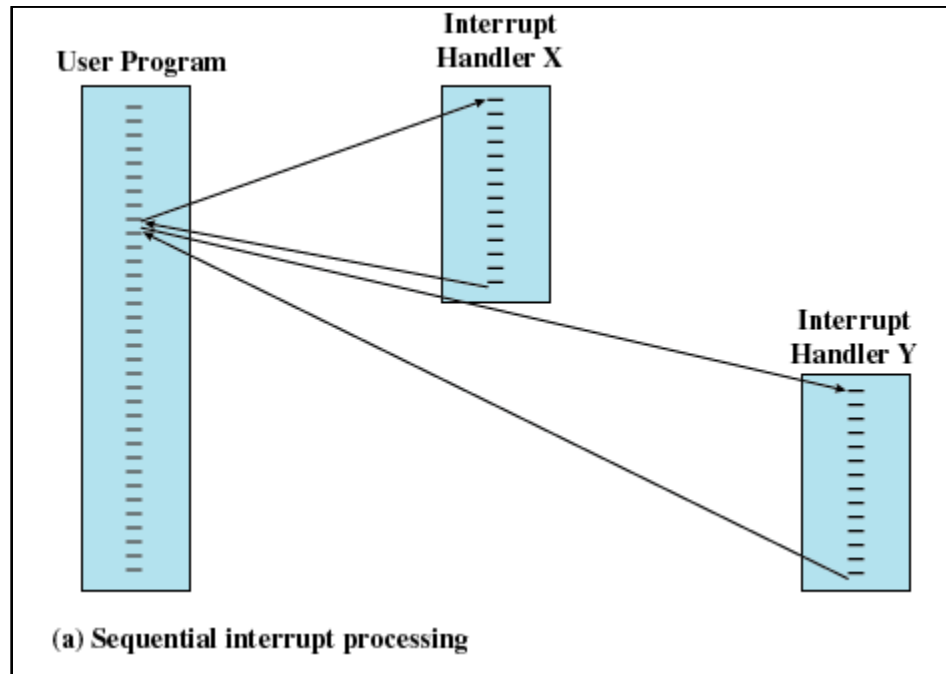 User Program
Interrupt
Handler X
Interrupt
Handler Y
(a) Sequential interrupt processing